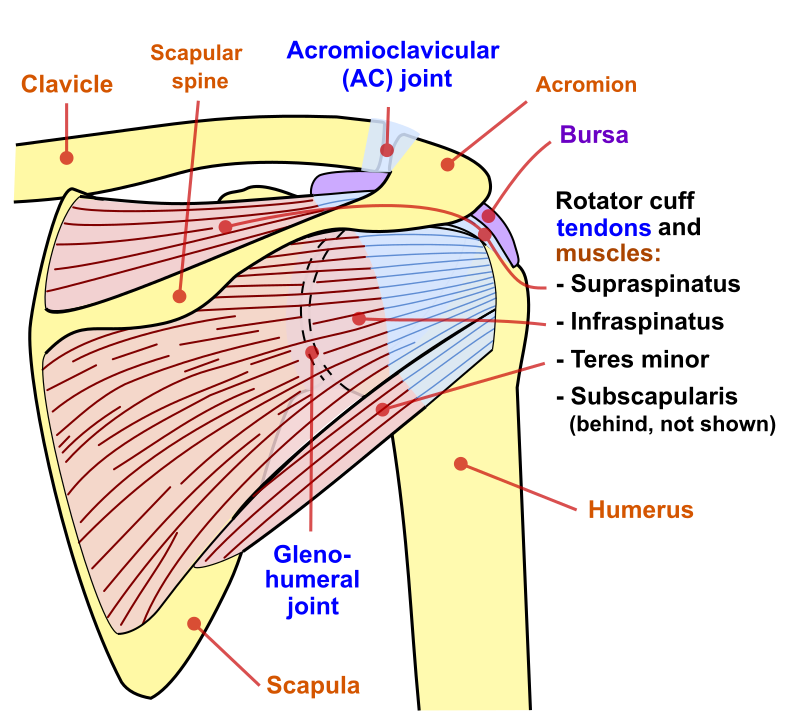 Acromioclavicular
(AC) joint
Scapular
spine
Clavicle
Acromion
Bursa
Rotator cuff
tendons and
muscles:
- Supraspinatus
- Infraspinatus
- Teres minor
- Subscapularis
(behind, not shown)
Humerus
Gleno-
humeral
joint
Scapula